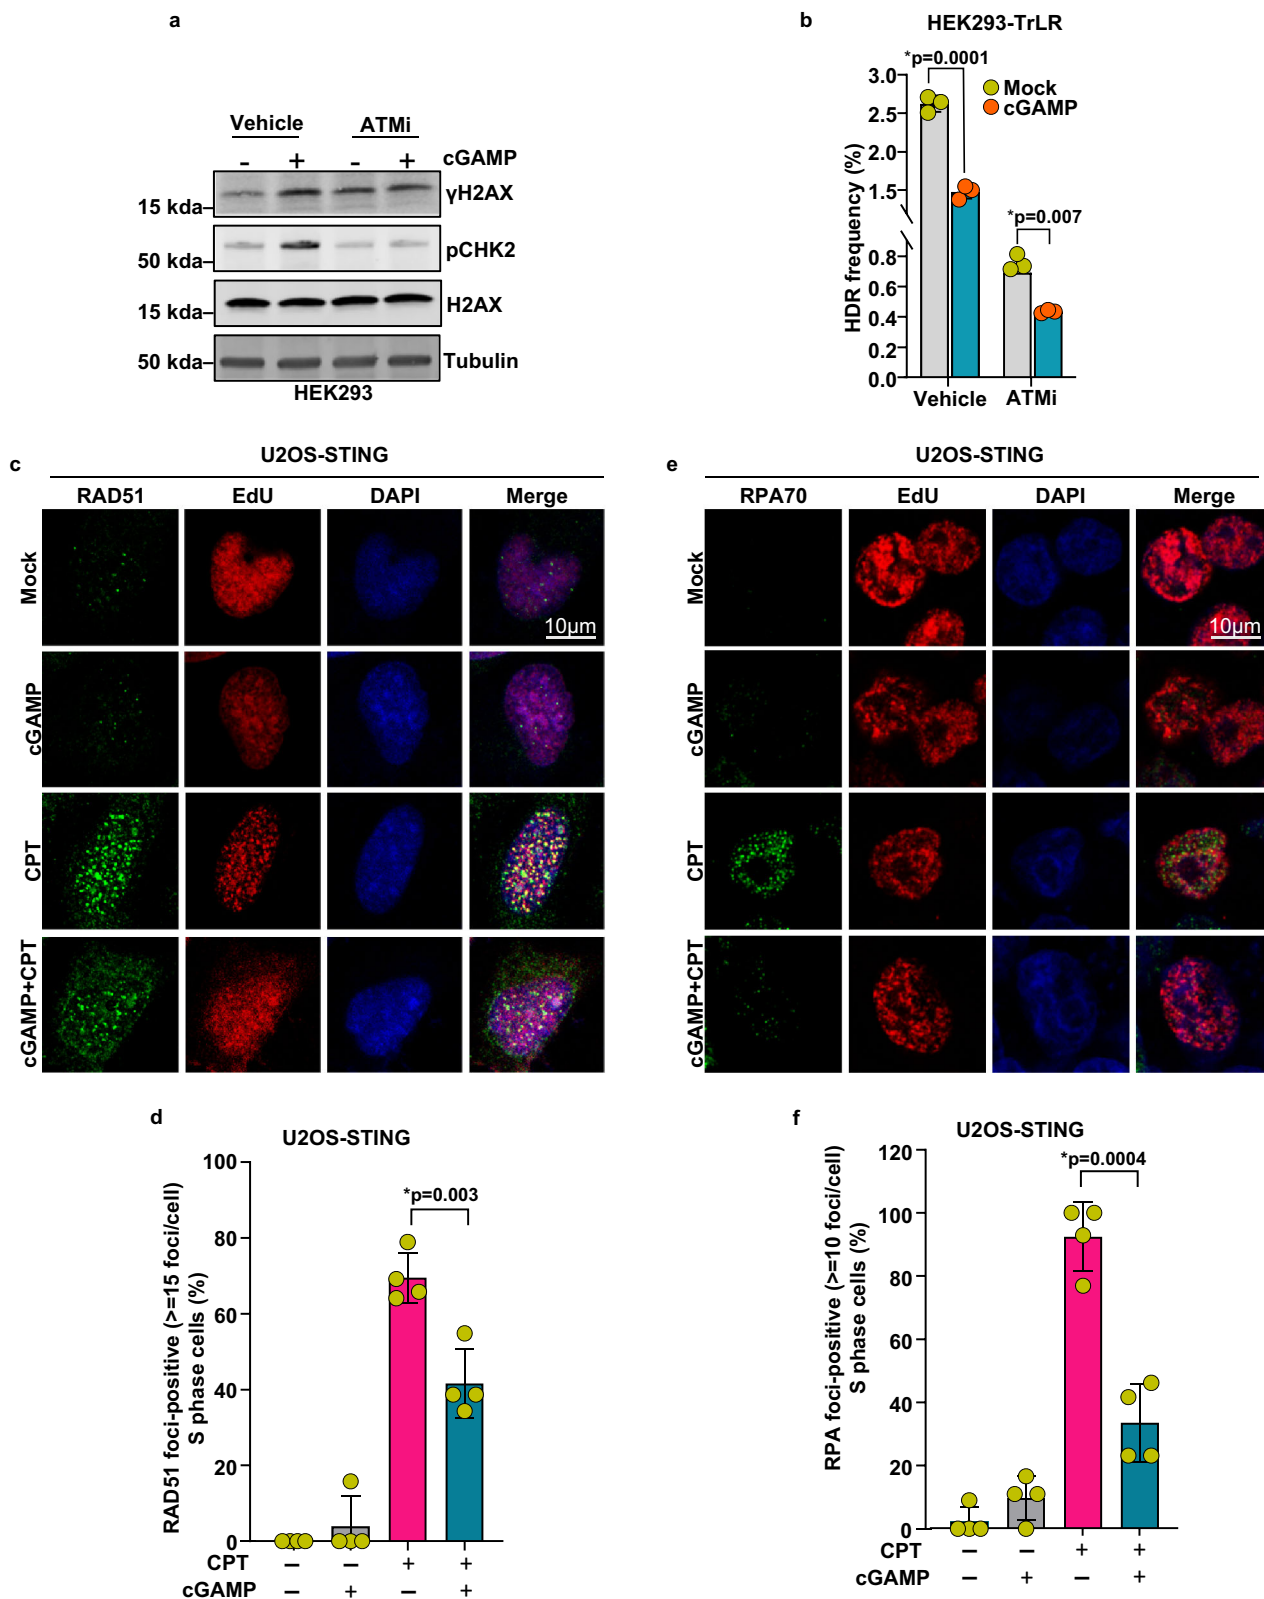 a
Vehicle ATMi
- + - + cGAMP
γH2AX
15 kda
pCHK2
50 kda
H2AX
15 kda
50 kda Tubulin
HEK293
b
HEK293-TrLR
*p=0.0001
Mock
cGAMP
*p=0.007
HDR frequency (%)
3.0
2.5
2.0
1.5
0.8
0.6
0.4
0.2
0.0
Vehicle ATMi
c
U2OS-STING
RAD51 EdU DAPI Merge
Mock
10μm
cGAMP
CPT
cGAMP+CPT
e
U2OS-STING
RPA70 EdU DAPI Merge
Mock
10μm
cGAMP
CPT
cGAMP+CPT
d
U2OS-STING
RAD51 foci-positive (>=15 foci/cell)
S phase cells (%)
100
80
60
40
20
0
*p=0.003
CPT − − + +
cGAMP − + − +
f
U2OS-STING
RPA foci-positive (>=10 foci/cell)
S phase cells (%)
120
100
80
60
40
20
0
*p=0.0004
CPT − − + +
cGAMP − + − +